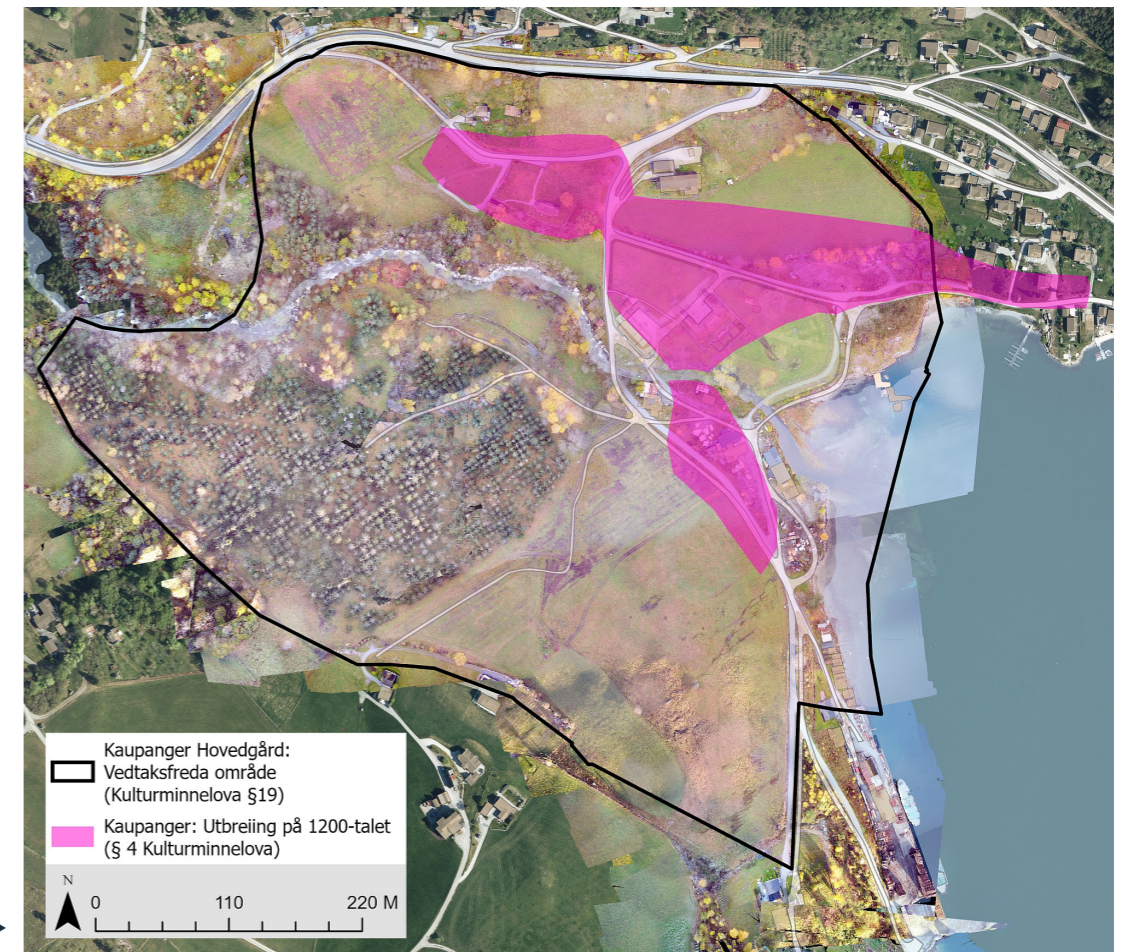 Kaupanger Hovedgård:
Vedtaksfreda område
(Kulturminnelova §19)
Kaupanger: Utbreiing på 1200-talet
(§ 4 Kulturminnelova)
N
0 110 220 M